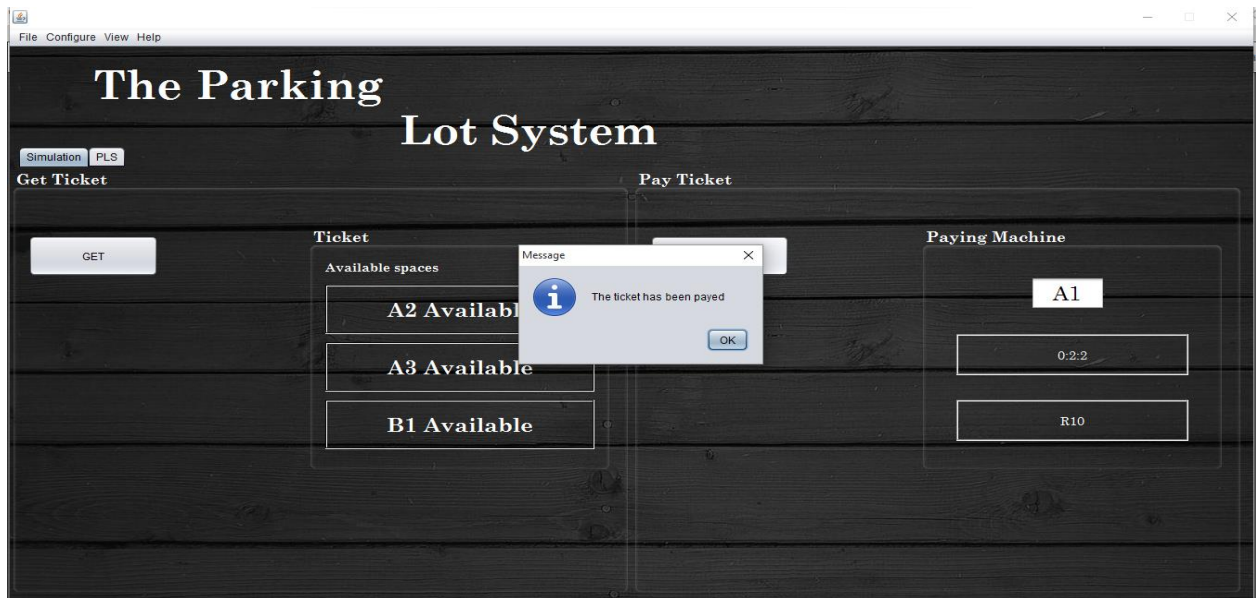 File Configure View Help
The Parking
Lot System
Simulation PLS
Get Ticket
Pay Ticket
GET
Ticket
Available spaces
A2 Availabl
A3 Available
B1 Available
Message
The ticket has been payed
OK
Paying Machine
A1
0:2:2
R10